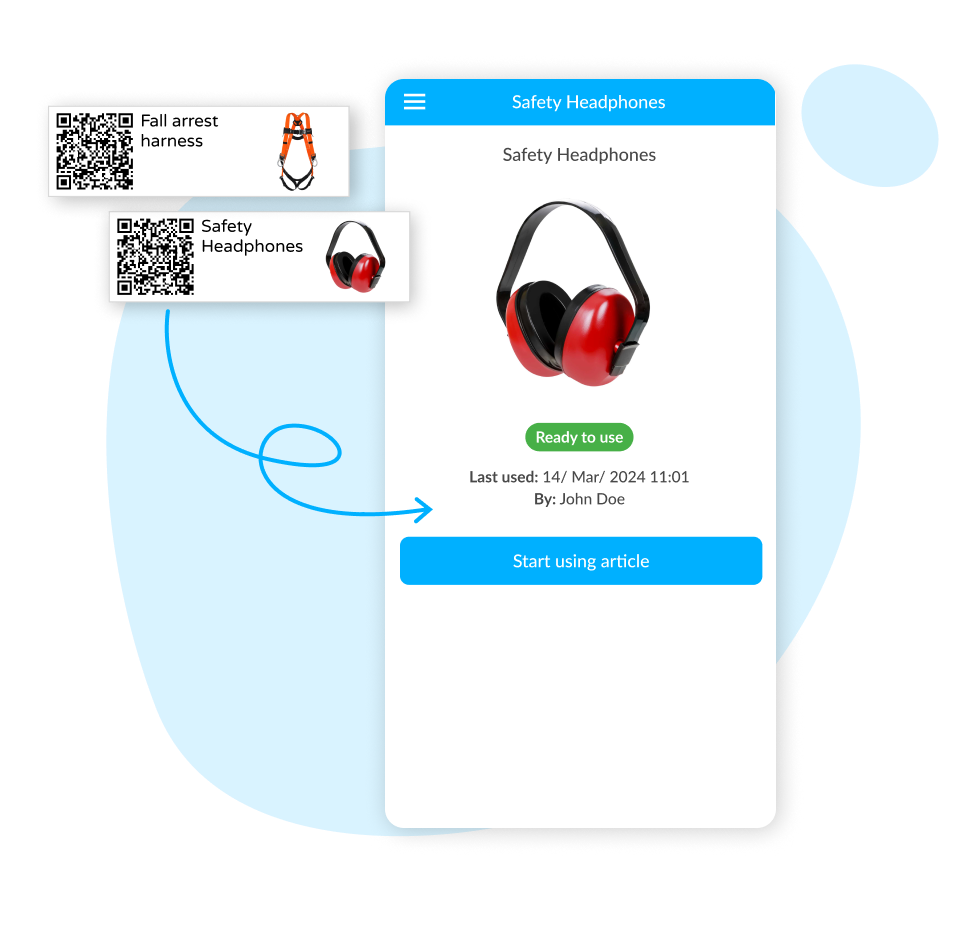 Fall arrest
harness
Safety
Headphones
Safety Headphones
Safety Headphones
Ready to use
Last used: 14/ Mar/ 2024 11:01
By: John Doe
Start using article